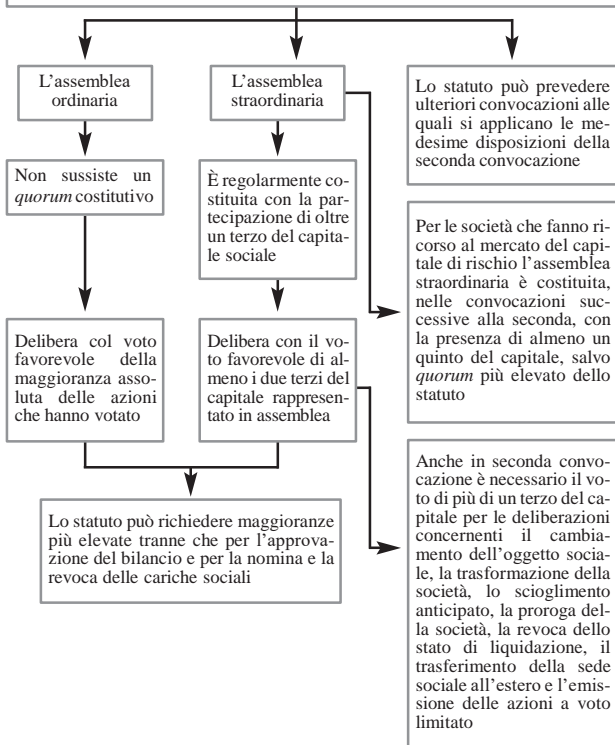 L'assemblea
ordinaria
L'assemblea
straordinaria
Lo statuto può prevedere
ulteriori convocazioni alle
quali si applicano le me-
desime disposizioni della
seconda convocazione
Non sussiste un
quorum costitutivo
È regolarmente co-
stituita con la par-
tecipazione di oltre
un terzo del capita-
le sociale
Per le società che fanno ri-
corso al mercato del capi-
tale di rischio l'assemblea
straordinaria è costituita,
nelle convocazioni suc-
cessive alla seconda, con
la presenza di almeno un
quinto del capitale, salvo
quorum più elevato dello
statuto
Delibera col voto
favorevole della
maggioranza asso-
luta delle azioni
che hanno votato
Delibera con il vo-
to favorevole di al-
meno i due terzi del
capitale rappresen-
tato in assemblea
Anche in seconda convo-
cazione è necessario il vo-
to di più di un terzo del ca-
pitale per le deliberazioni
concernenti il cambia-
mento dell'oggetto socia-
le, la trasformazione della
società, lo scioglimento
anticipato, la proroga del-
la società, la revoca dello
stato di liquidazione, il
trasferimento della sede
sociale all'estero e l'emis-
sione delle azioni a voto
limitato
Lo statuto può richiedere maggioranze
più elevate tranne che per l'approva-
zione del bilancio e per la nomina e la
revoca delle cariche sociali